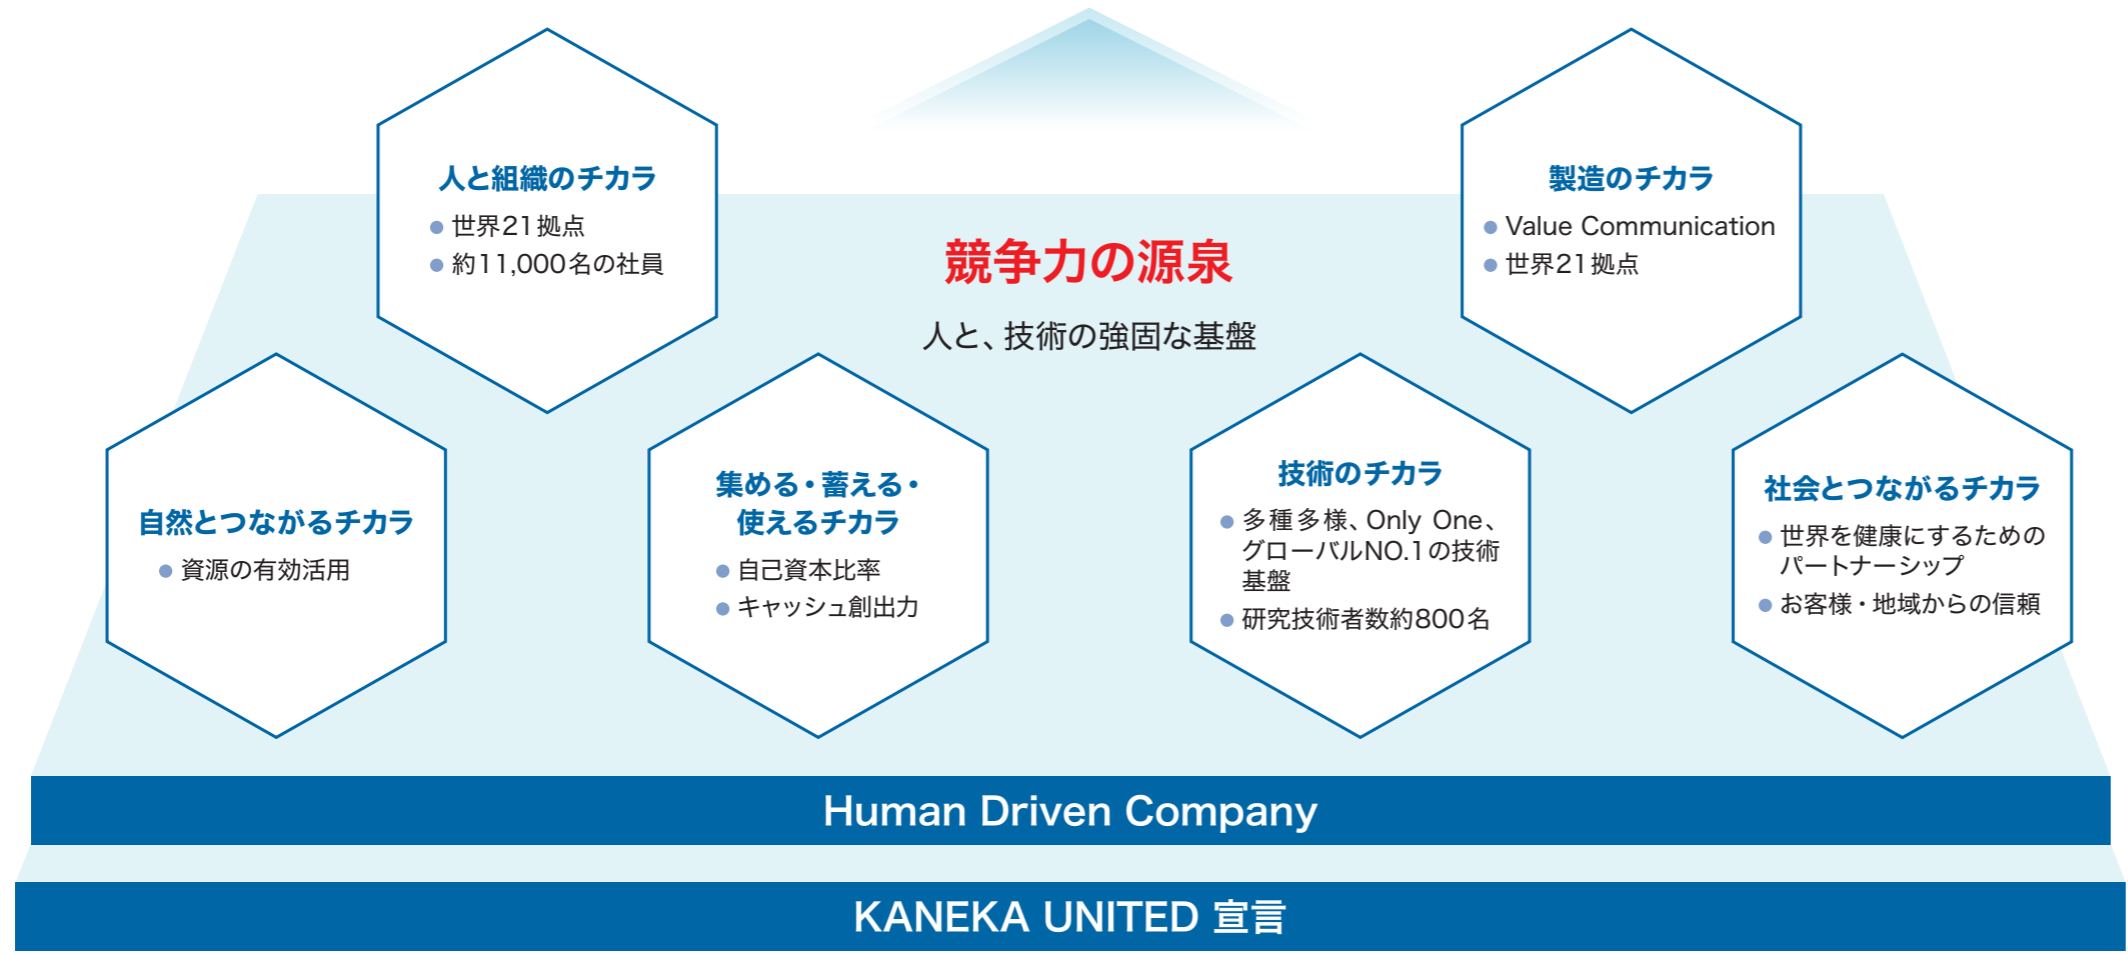 人と組織のチカラ
● 世界21拠点
● 約11,000名の社員
競争力の源泉
人と、技術の強固な基盤
製造のチカラ
● Value Communication
● 世界21拠点
自然とつながるチカラ
● 資源の有効活用
集める・蓄える・
使えるチカラ
● 自己資本比率
● キャッシュ創出力
技術のチカラ
● 多種多様、Only One、
グローバルNO.1の技術
基盤
● 研究技術者数約800名
社会とつながるチカラ
● 世界を健康にするための
パートナーシップ
● お客様・地域からの信頼
Human Driven Company
KANEKA UNITED 宣言